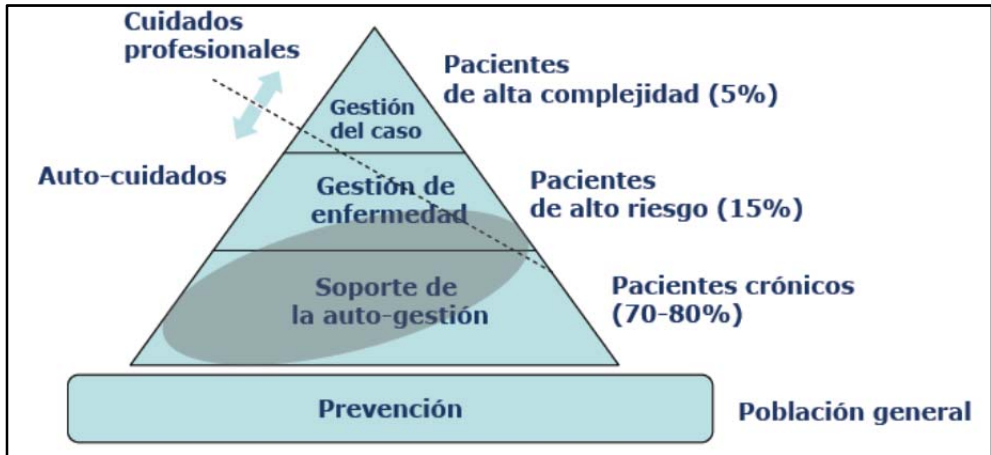 Cuidados
profesionales
Pacientes
de alta complejidad (5%)
Gestión
del caso
Auto-cuidados
Gestión de
enfermedad
Pacientes
de alto riesgo (15%)
Soporte de
la auto-gestión
Pacientes crónicos
(70-80%)
Prevención
Población general